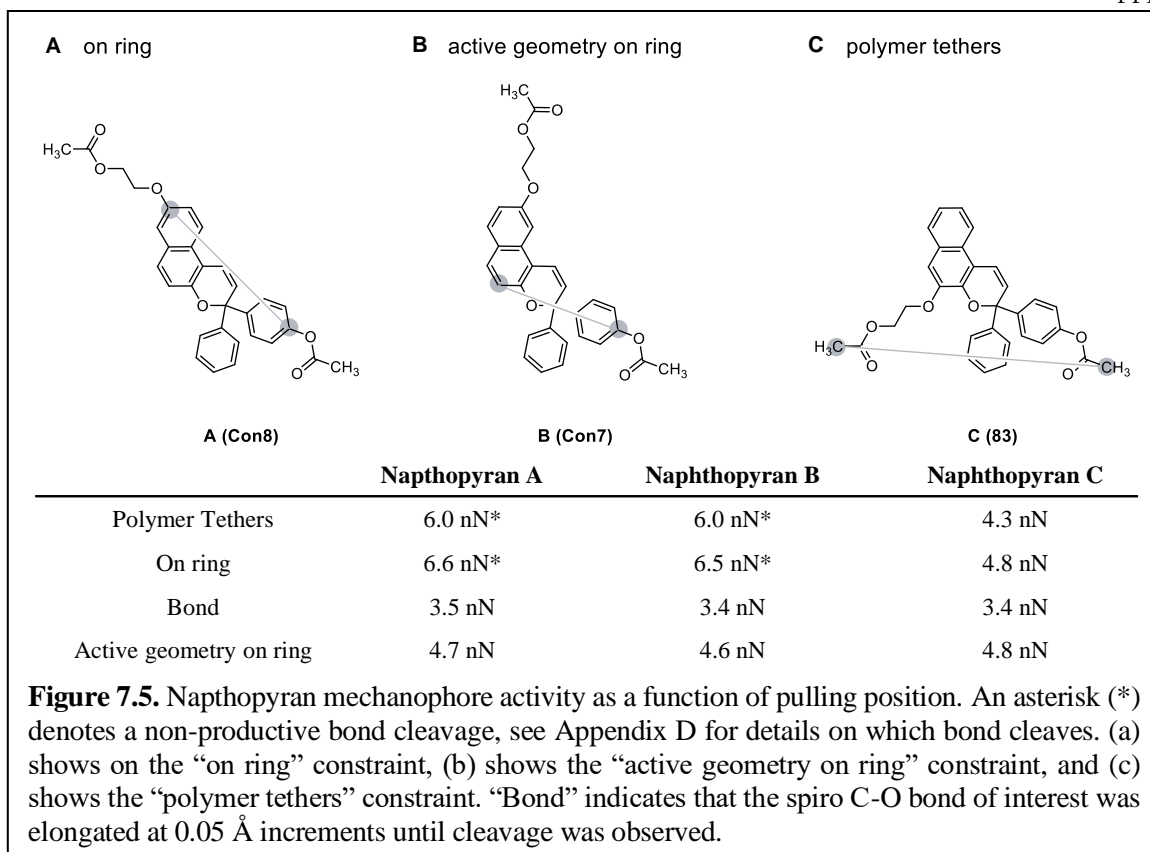 A on ring
B active geometry on ring
C polymer tethers
H₃C
O
O
O
O
O
CH₃
O
H₃C
O
O
O
O
O
CH₃
O
O
O
O
H₃C
O
O
O
CH₃
O
A (Con8)
B (Con7)
C (83)
Napthopyran A Naphthopyran B Naphthopyran C
Polymer Tethers 6.0 nN* 6.0 nN* 4.3 nN
On ring 6.6 nN* 6.5 nN* 4.8 nN
Bond 3.5 nN 3.4 nN 3.4 nN
Active geometry on ring 4.7 nN 4.6 nN 4.8 nN
Figure 7.5. Napthopyran mechanophore activity as a function of pulling position. An asterisk (*)
denotes a non-productive bond cleavage, see Appendix D for details on which bond cleaves. (a)
shows on the “on ring” constraint, (b) shows the “active geometry on ring” constraint, and (c)
shows the “polymer tethers” constraint. “Bond” indicates that the spiro C-O bond of interest was
elongated at 0.05 Å increments until cleavage was observed.